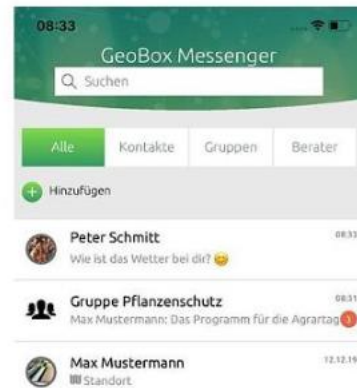 08:33
GeoBox Messenger
Suchen
Alle Kontakte Gruppen Berater
Hinzufügen
Peter Schmitt 08:33
Wie ist das Wetter bei dir? 😊
Gruppe Pflanzenschutz 08:31
Max Mustermann: Das Programm für die Agrartag 3
Max Mustermann 12.12.19
Standort